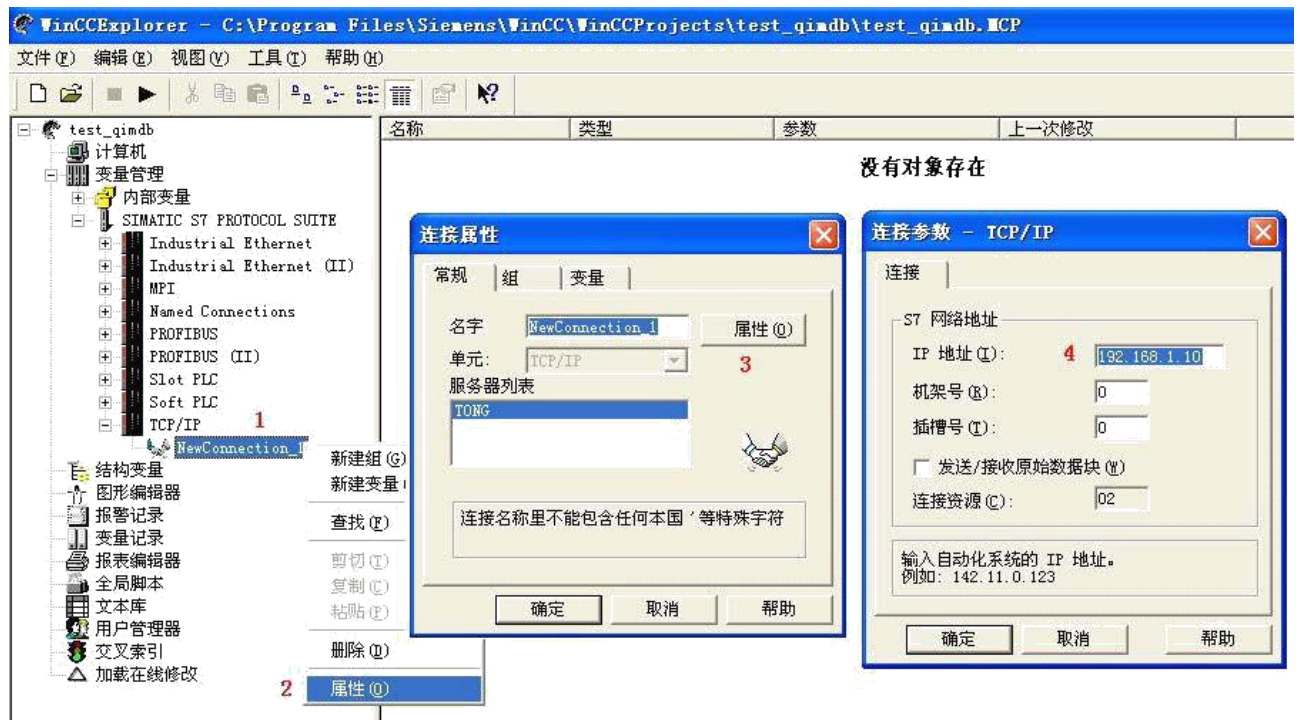 WinCCExplorer - C:\Program Files\Siemens\WinCC\WinCCProjects\test_qimdb\test_qimdb.MCP
文件(F) 编辑(E) 视图(V) 工具(T) 帮助(H)
test_qimdb
计算机
变量管理
内部变量
SIMATIC S7 PROTOCOL SUITE
Industrial Ethernet
Industrial Ethernet (II)
MPI
Named Connections
PROFIBUS
PROFIBUS (II)
Slot PLC
Soft PLC
TCP/IP
1
NewConnection_1
结构变量
图形编辑器
报警记录
变量记录
报表编辑器
全局脚本
文本库
用户管理器
交叉索引
加载在线修改
新建组(G)
新建变量
查找(F)
剪切(T)
复制(C)
粘贴(P)
删除(D)
2 属性(O)
名称 类型 参数 上一次修改
没有对象存在
连接属性
常规 组 变量
名字 NewConnection_1 属性(O)
单元: TCP/IP 3
服务器列表
TONG
连接名称里不能包含任何本国 ' 等特殊字符
确定 取消 帮助
连接参数 - TCP/IP
连接
S7 网络地址
IP 地址(I): 4 192.168.1.10
机架号(R): 0
插槽号(T): 0
发送/接收原始数据块(W)
连接资源(C): 02
输入自动化系统的 IP 地址。
例如: 142.11.0.123
确定 取消 帮助